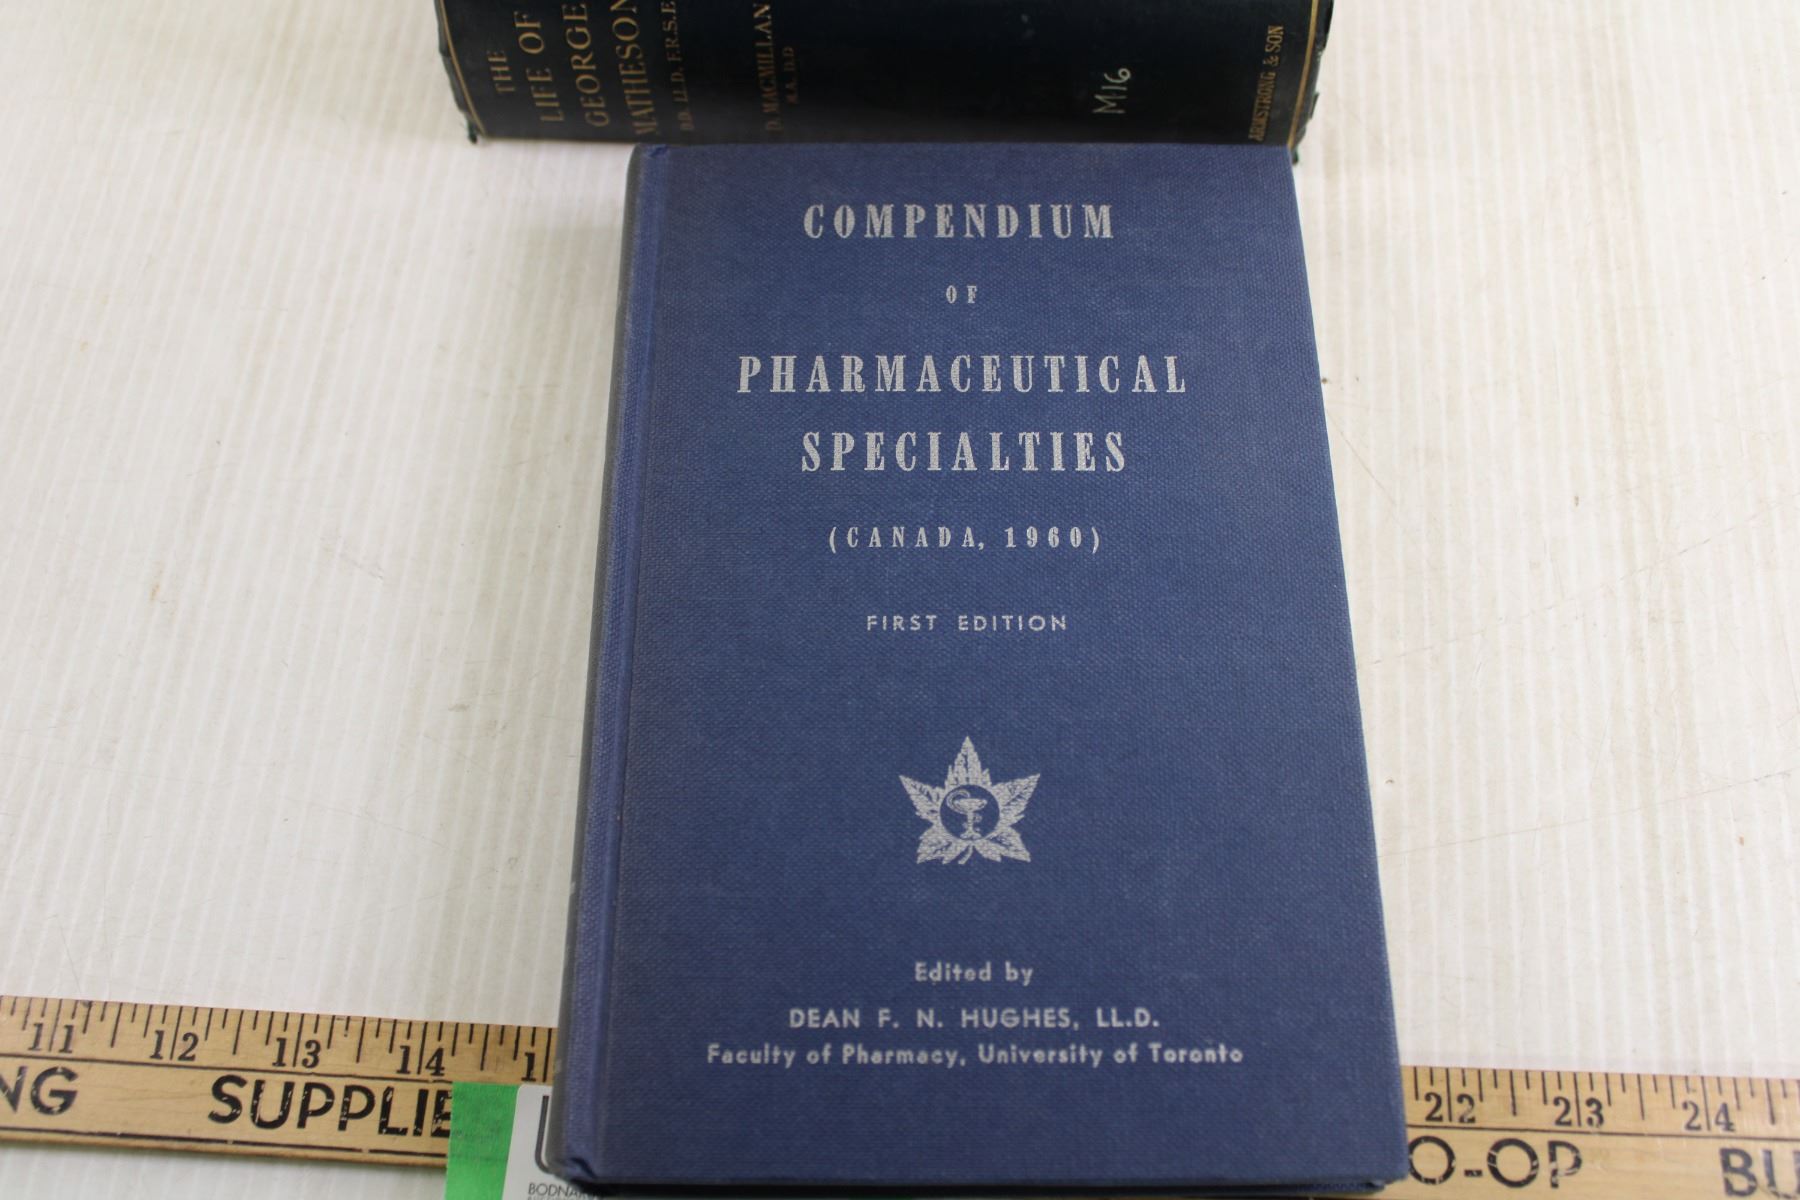 THE
LIFE OF
GEORGE
MATHESON
D.D. LL.D. F.R.S.E
D. MACMILLAN
M.A. D.D
M16
ARMSTRONG & SON
COMPENDIUM
OF
PHARMACEUTICAL
SPECIALTIES
(CANADA, 1960)
FIRST EDITION
Edited by
DEAN F. N. HUGHES, LL.D.
Faculty of Pharmacy, University of Toronto
11 12 13 14 22 23 24
NG SUPPLIE O-OP BU
BODNA